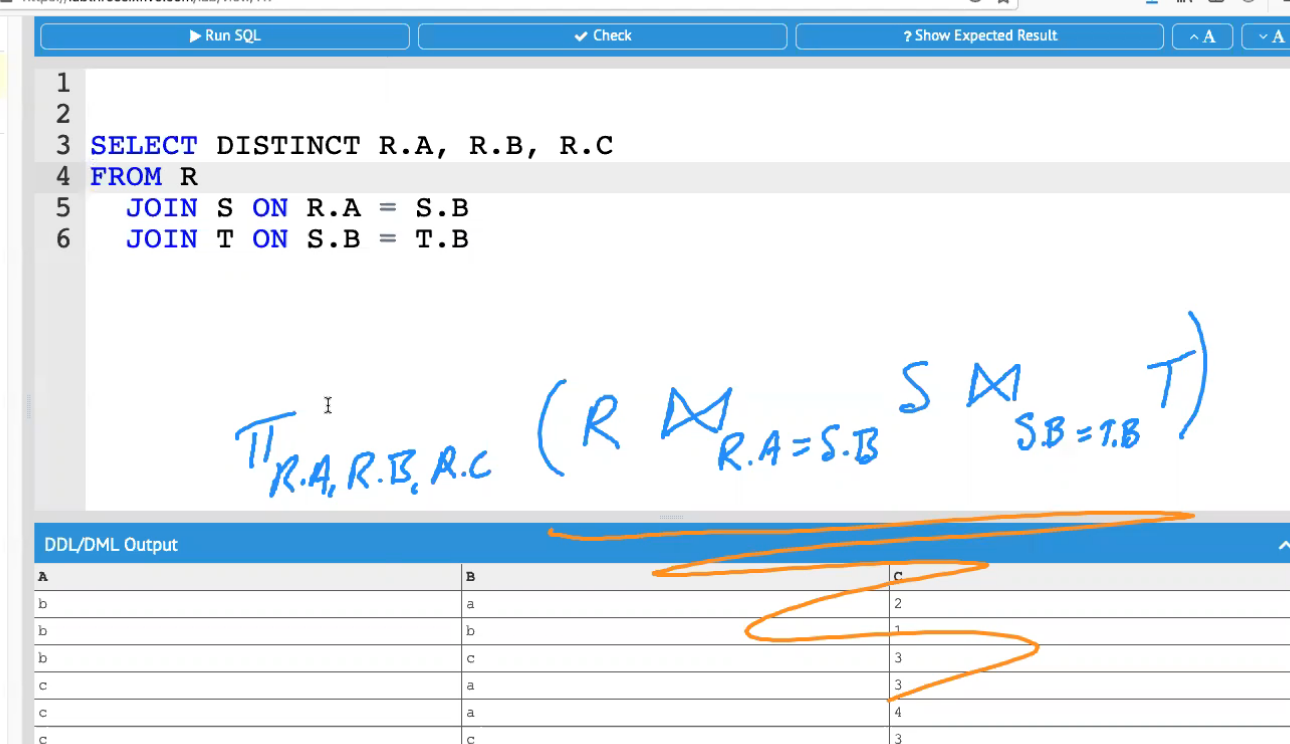 Run SQL Check ? Show Expected Result A A
1
2
3 SELECT DISTINCT R.A, R.B, R.C
4 FROM R
5 JOIN S ON R.A = S.B
6 JOIN T ON S.B = T.B
π R.A, R.B, R.C ( R ⋈ R.A = S.B S ⋈ S.B = T.B T )
DDL/DML Output
A B C
b a 2
b b 1
b c 3
c a 3
c a 4
c c 3